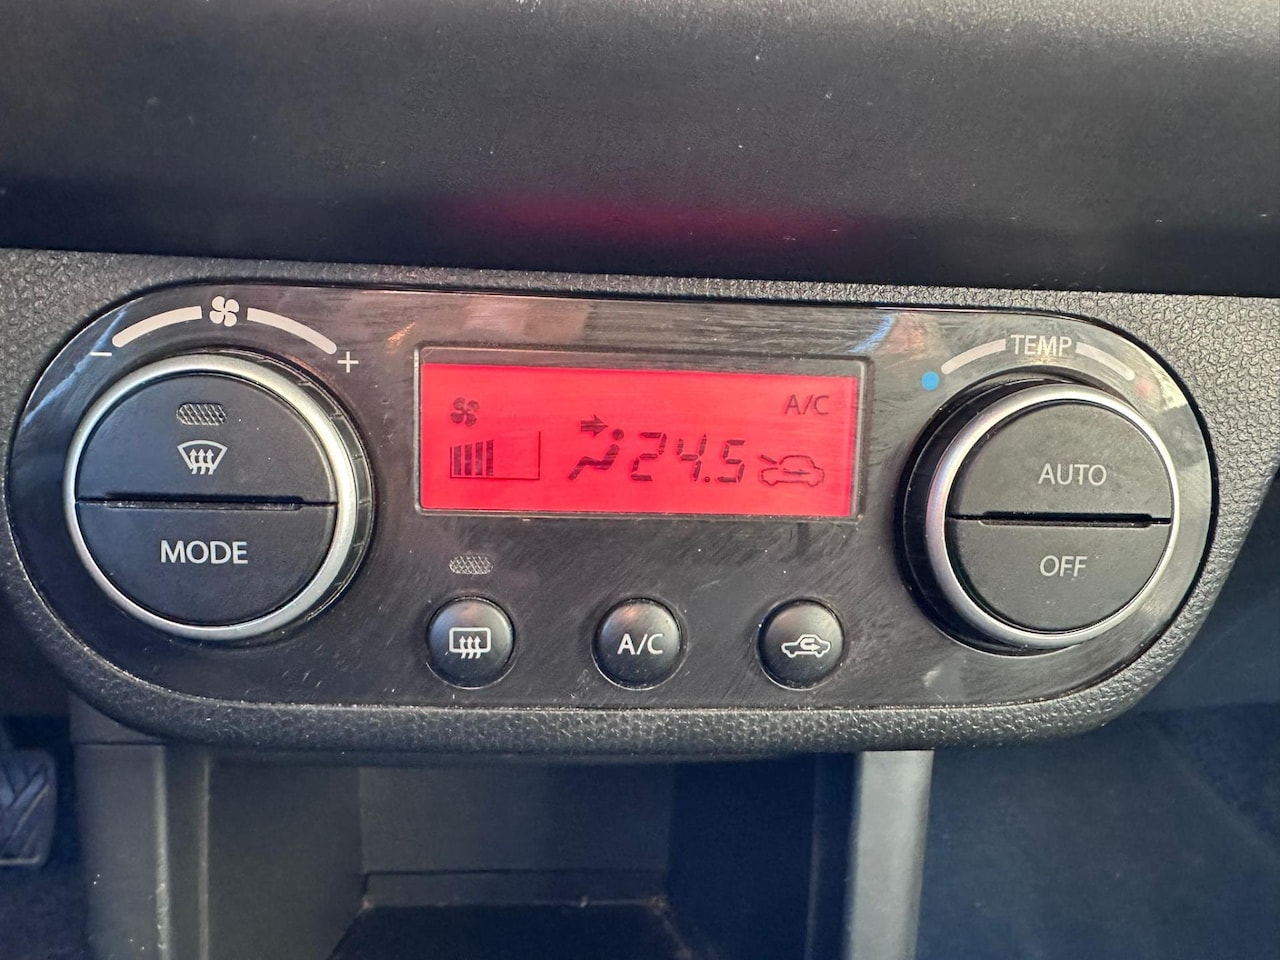 − +
TEMP
A/C
24.5
AUTO
MODE
OFF
A/C